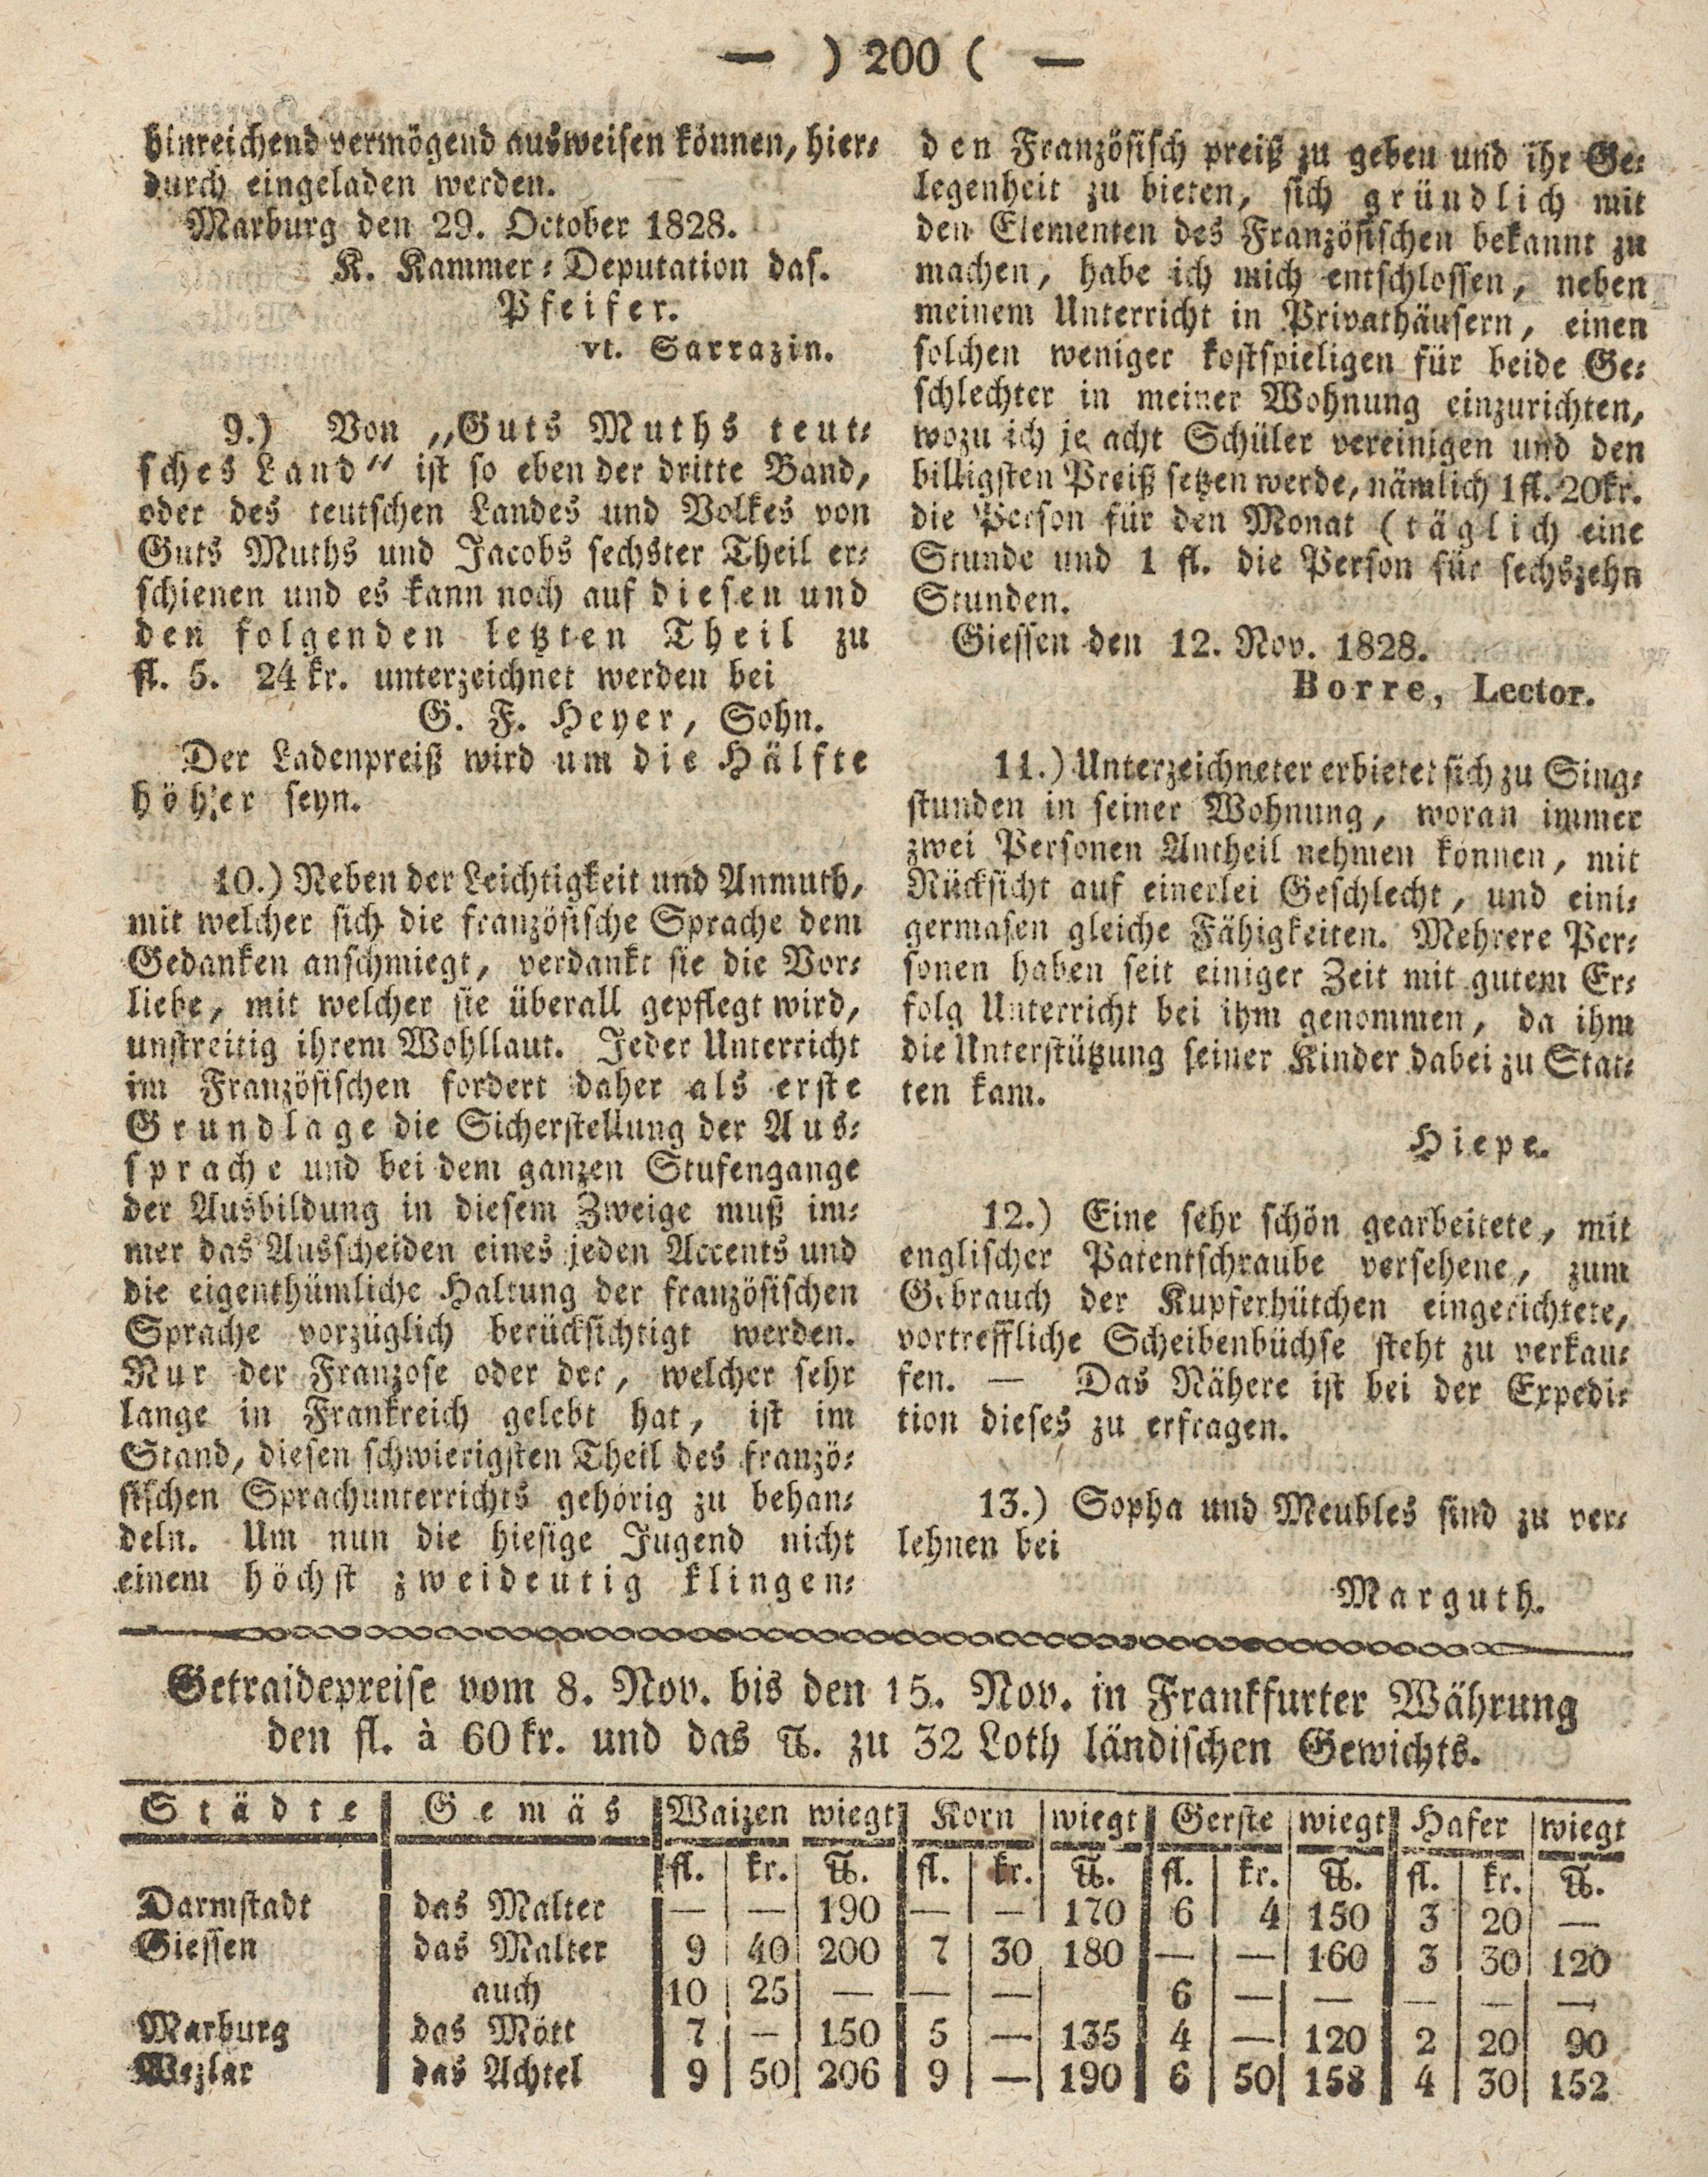 — ) 200 ( —
hinreichend vermögend ausweisen können, hier⸗
durch eingeladen werden.
Marburg den 29. October 1828.
K. Kammer⸗Deputation das.
Pfeifer.
vt. Sarrazin.
9.) Von „Guts Muths teut⸗
sches Land“ ist so eben der dritte Band,
oder des teutschen Landes und Volkes von
Guts Muths und Jacobs sechster Theil er⸗
schienen und es kann noch auf diesen und
den folgenden letzten Theil zu
fl. 5. 24 kr. unterzeichnet werden bei
G. F. Heyer, Sohn.
Der Ladenpreiß wird um die Hälfte
höher seyn.
10.) Neben der Leichtigkeit und Anmuth,
mit welcher sich die französische Sprache dem
Gedanken anschmiegt, verdankt sie die Vor⸗
liebe, mit welcher sie überall gepflegt wird,
unstreitig ihrem Wohllaut. Jeder Unterricht
im Französischen fordert daher als erste
Grundlage die Sicherstellung der Aus⸗
sprache und bei dem ganzen Stufengange
der Ausbildung in diesem Zweige muß im⸗
mer das Ausscheiden eines jeden Accents und
die eigenthümliche Haltung der französischen
Sprache vorzüglich berücksichtigt werden.
Nur der Franzose oder der, welcher sehr
lange in Frankreich gelebt hat, ist im
Stand, diesen schwierigsten Theil des franzö⸗
sischen Sprachunterrichts gehörig zu behan⸗
deln. Um nun die hiesige Jugend nicht
einem höchst zweideutig klingen⸗
den Französisch preiß zu geben und ihr Ge⸗
legenheit zu bieten, sich gründlich mit
den Elementen des Französischen bekannt zu
machen, habe ich mich entschlossen, neben
meinem Unterricht in Privathäusern, einen
solchen weniger kostspieligen für beide Ge⸗
schlechter in meiner Wohnung einzurichten,
wozu ich je acht Schüler vereinigen und den
billigsten Preiß setzen werde, nämlich 1 fl. 20 kr.
die Person für den Monat (täglich eine
Stunde und 1 fl. die Person für sechszehn
Stunden.
Giessen den 12. Nov. 1828.
Borre, Lector.
11.) Unterzeichneter erbietet sich zu Sing⸗
stunden in seiner Wohnung, woran immer
zwei Personen Antheil nehmen können, mit
Rücksicht auf einerlei Geschlecht, und eini⸗
germasen gleiche Fähigkeiten. Mehrere Per⸗
sonen haben seit einiger Zeit mit gutem Er⸗
folg Unterricht bei ihm genommen, da ihm
die Unterstützung seiner Kinder dabei zu Stat⸗
ten kam.
Hiepe.
12.) Eine sehr schön gearbeitete, mit
englischer Patentschraube versehene, zum
Gebrauch der Kupferhütchen eingerichtete,
vortreffliche Scheibenbüchse steht zu verkau⸗
fen. — Das Nähere ist bei der Expedi⸗
tion dieses zu erfragen.
13.) Sopha und Meubles sind zu ver⸗
lehnen bei
Marguth.
Getraidepreise vom 8. Nov. bis den 15. Nov. in Frankfurter Währung
den fl. à 60 kr. und das ℔. zu 32 Loth ländischen Gewichts.
Städte Gemäs Waizen wiegt Korn wiegt Gerste wiegt Hafer wiegt
fl. kr. ℔. fl. kr. ℔. fl. kr. ℔. fl. kr. ℔.
Darmstadt das Malter — — 190 — — 170 6 4 150 3 20 —
Giessen das Malter 9 40 200 7 30 180 — — 160 3 30 120
auch 10 25 — — — 6 — — — — —
Marburg das Mött 7 — 150 5 — 135 4 — 120 2 20 90
Wezlar das Achtel 9 50 206 9 — 190 6 50 158 4 30 152